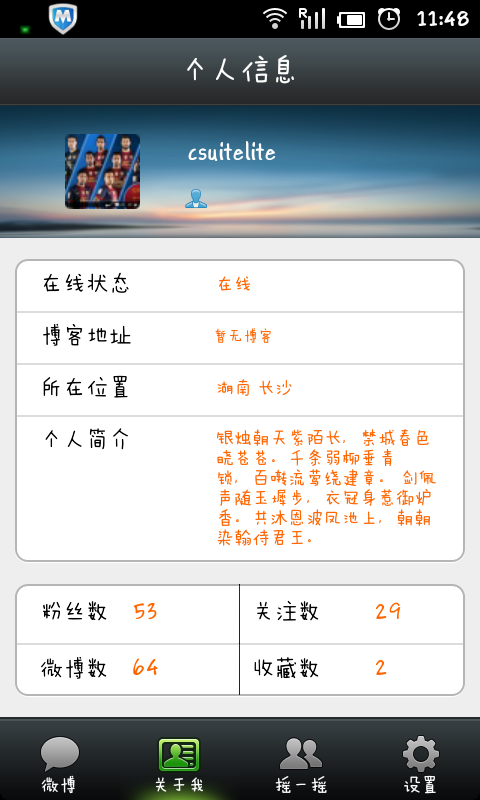 R 11:48
个人信息
csuitelite
在线状态 在线
博客地址 暂无博客
所在位置 湖南 长沙
个人简介 银烛朝天紫陌长，禁城春色
晓苍苍。千条弱柳垂青
锁，百啭流莺绕建章。 剑佩
声随玉墀步，衣冠身惹御炉
香。共沐恩波凤池上，朝朝
染翰侍君王。
粉丝数 53 关注数 29
微博数 64 收藏数 2
微博 关于我 摇一摇 设置